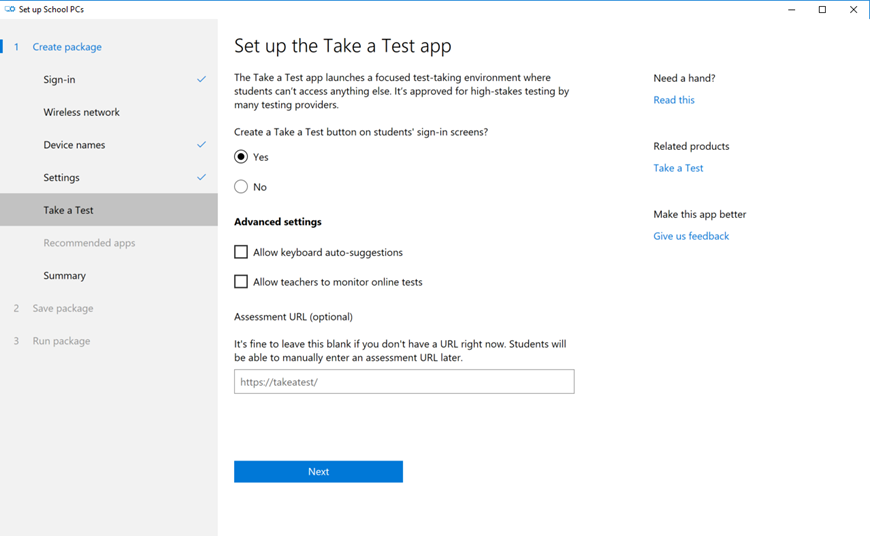 Set up School PCs
1 Create package
Sign-in
Wireless network
Device names
Settings
Take a Test
Recommended apps
Summary
2 Save package
3 Run package
Set up the Take a Test app
The Take a Test app launches a focused test-taking environment where
students can't access anything else. It's approved for high-stakes testing by
many testing providers.
Create a Take a Test button on students' sign-in screens?
Yes
No
Advanced settings
Allow keyboard auto-suggestions
Allow teachers to monitor online tests
Assessment URL (optional)
It's fine to leave this blank if you don't have a URL right now. Students will
be able to manually enter an assessment URL later.
https://takeatest/
Next
Need a hand?
Read this
Related products
Take a Test
Make this app better
Give us feedback